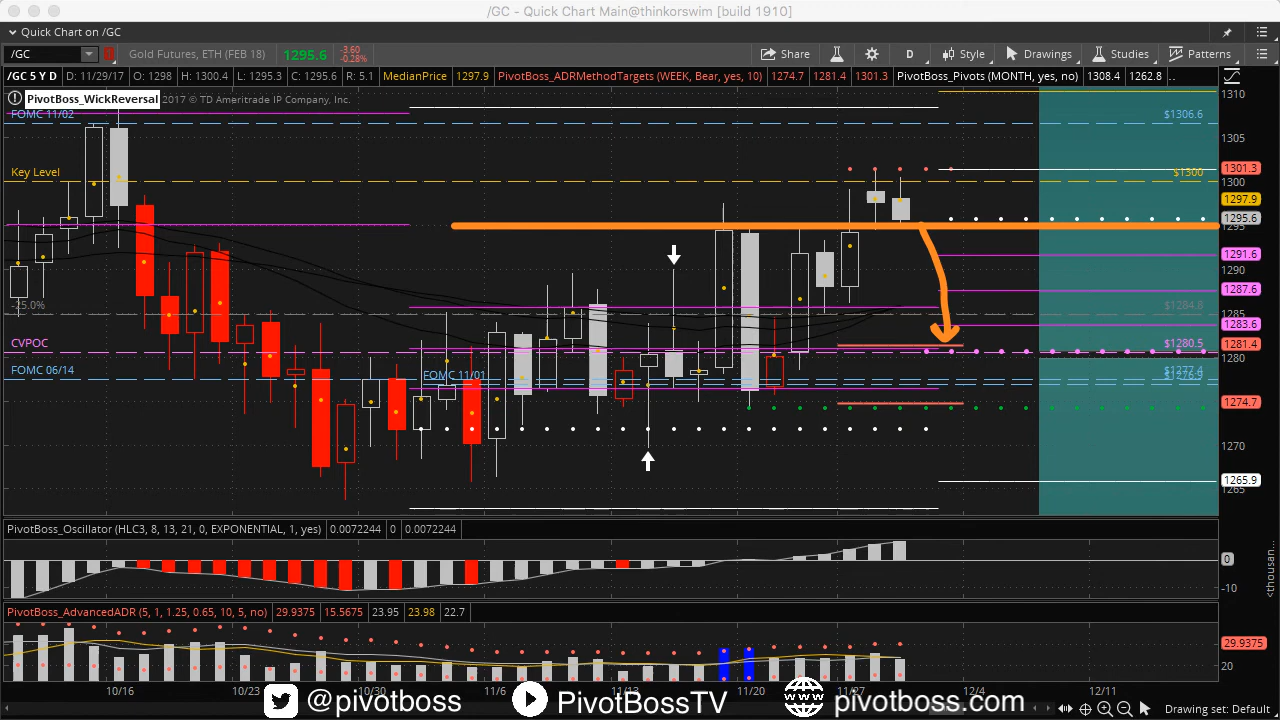 /GC - Quick Chart Main@thinkorswim [build 1910]
Quick Chart on /GC
/GC Gold Futures, ETH (FEB 18) 1295.6 -3.60 -0.28% Share D Style Drawings Studies Patterns
/GC 5 Y D D: 11/29/17 O: 1298 H: 1300.4 L: 1295.3 C: 1295.6 R: 5.1 MedianPrice 1297.9 PivotBoss_ADRMethodTargets (WEEK, Bear, yes, 10) 1274.7 1281.4 1301.3 PivotBoss_Pivots (MONTH, yes, no) 1308.4 1262.8 ..
PivotBoss_WickReversal 2017 © TD Ameritrade IP Company, Inc.
1310
FOMC 11/02 $1306.6
1305
1301.3
Key Level $1300
1300
1297.9
1295.6
1295
1291.6
1290
1287.6
-25.0% $1284.8
1285
1283.6
CVPOC $1280.5
1281.4
1280
FOMC 06/14 FOMC 11/01 $1277.4
1274.7
1270
1265.9
1265
PivotBoss_Oscillator (HLC3, 8, 13, 21, 0, EXPONENTIAL, 1, yes) 0.0072244 0 0.0072244
0
-10
<thousan...
PivotBoss_AdvancedADR (5, 1, 1.25, 0.65, 10, 5, no) 29.9375 15.5675 23.95 23.98 22.7
29.9375
20
10/16 10/23 10/30 11/6 11/13 11/20 11/27 12/4 12/11
@pivotboss PivotBossTV pivotboss.com
Drawing set: Default